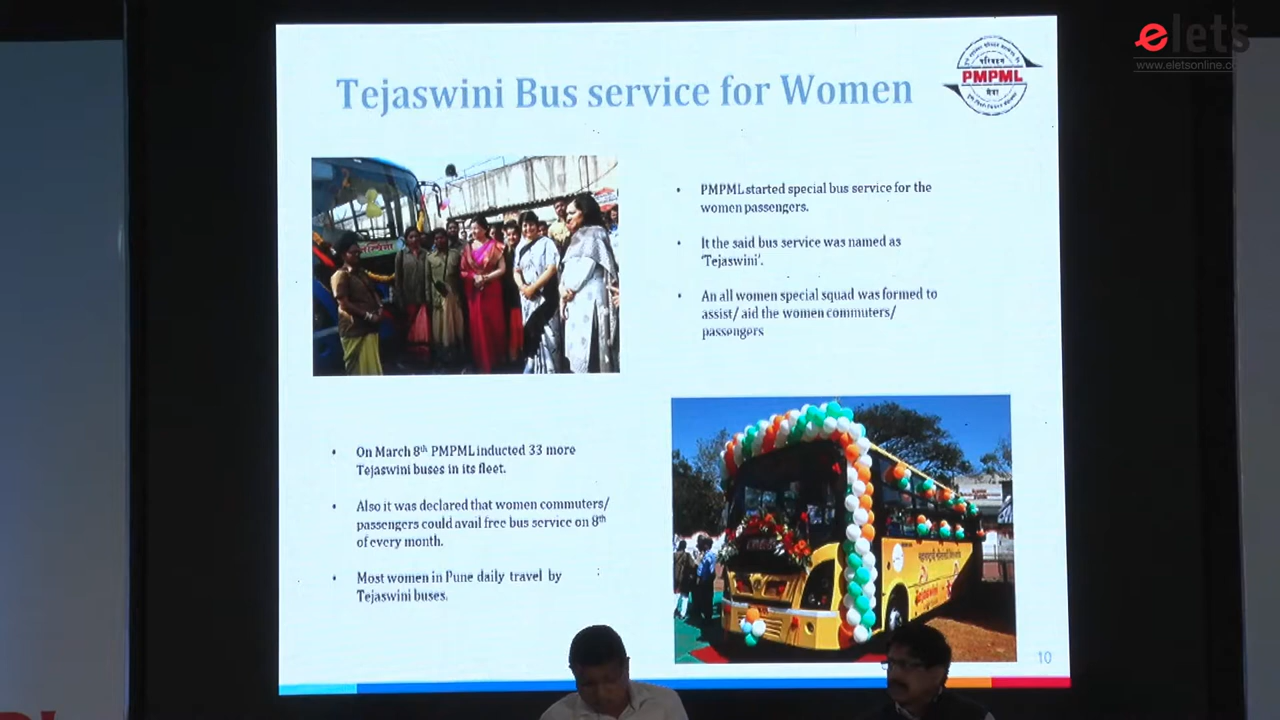 elets
www.eletsonline.co
Tejaswini Bus service for Women
परिवहन
PMPML
सेवा
• PMPML started special bus service for the
women passengers.
• It the said bus service was named as
'Tejaswini'.
• An all women special squad was formed to
assist/ aid the women commuters/
passengers
• On March 8th PMPML inducted 33 more
Tejaswini buses in its fleet.
• Also it was declared that women commuters/
passengers could avail free bus service on 8th
of every month.
• Most women in Pune daily travel by
Tejaswini buses.
Tejaswini
10